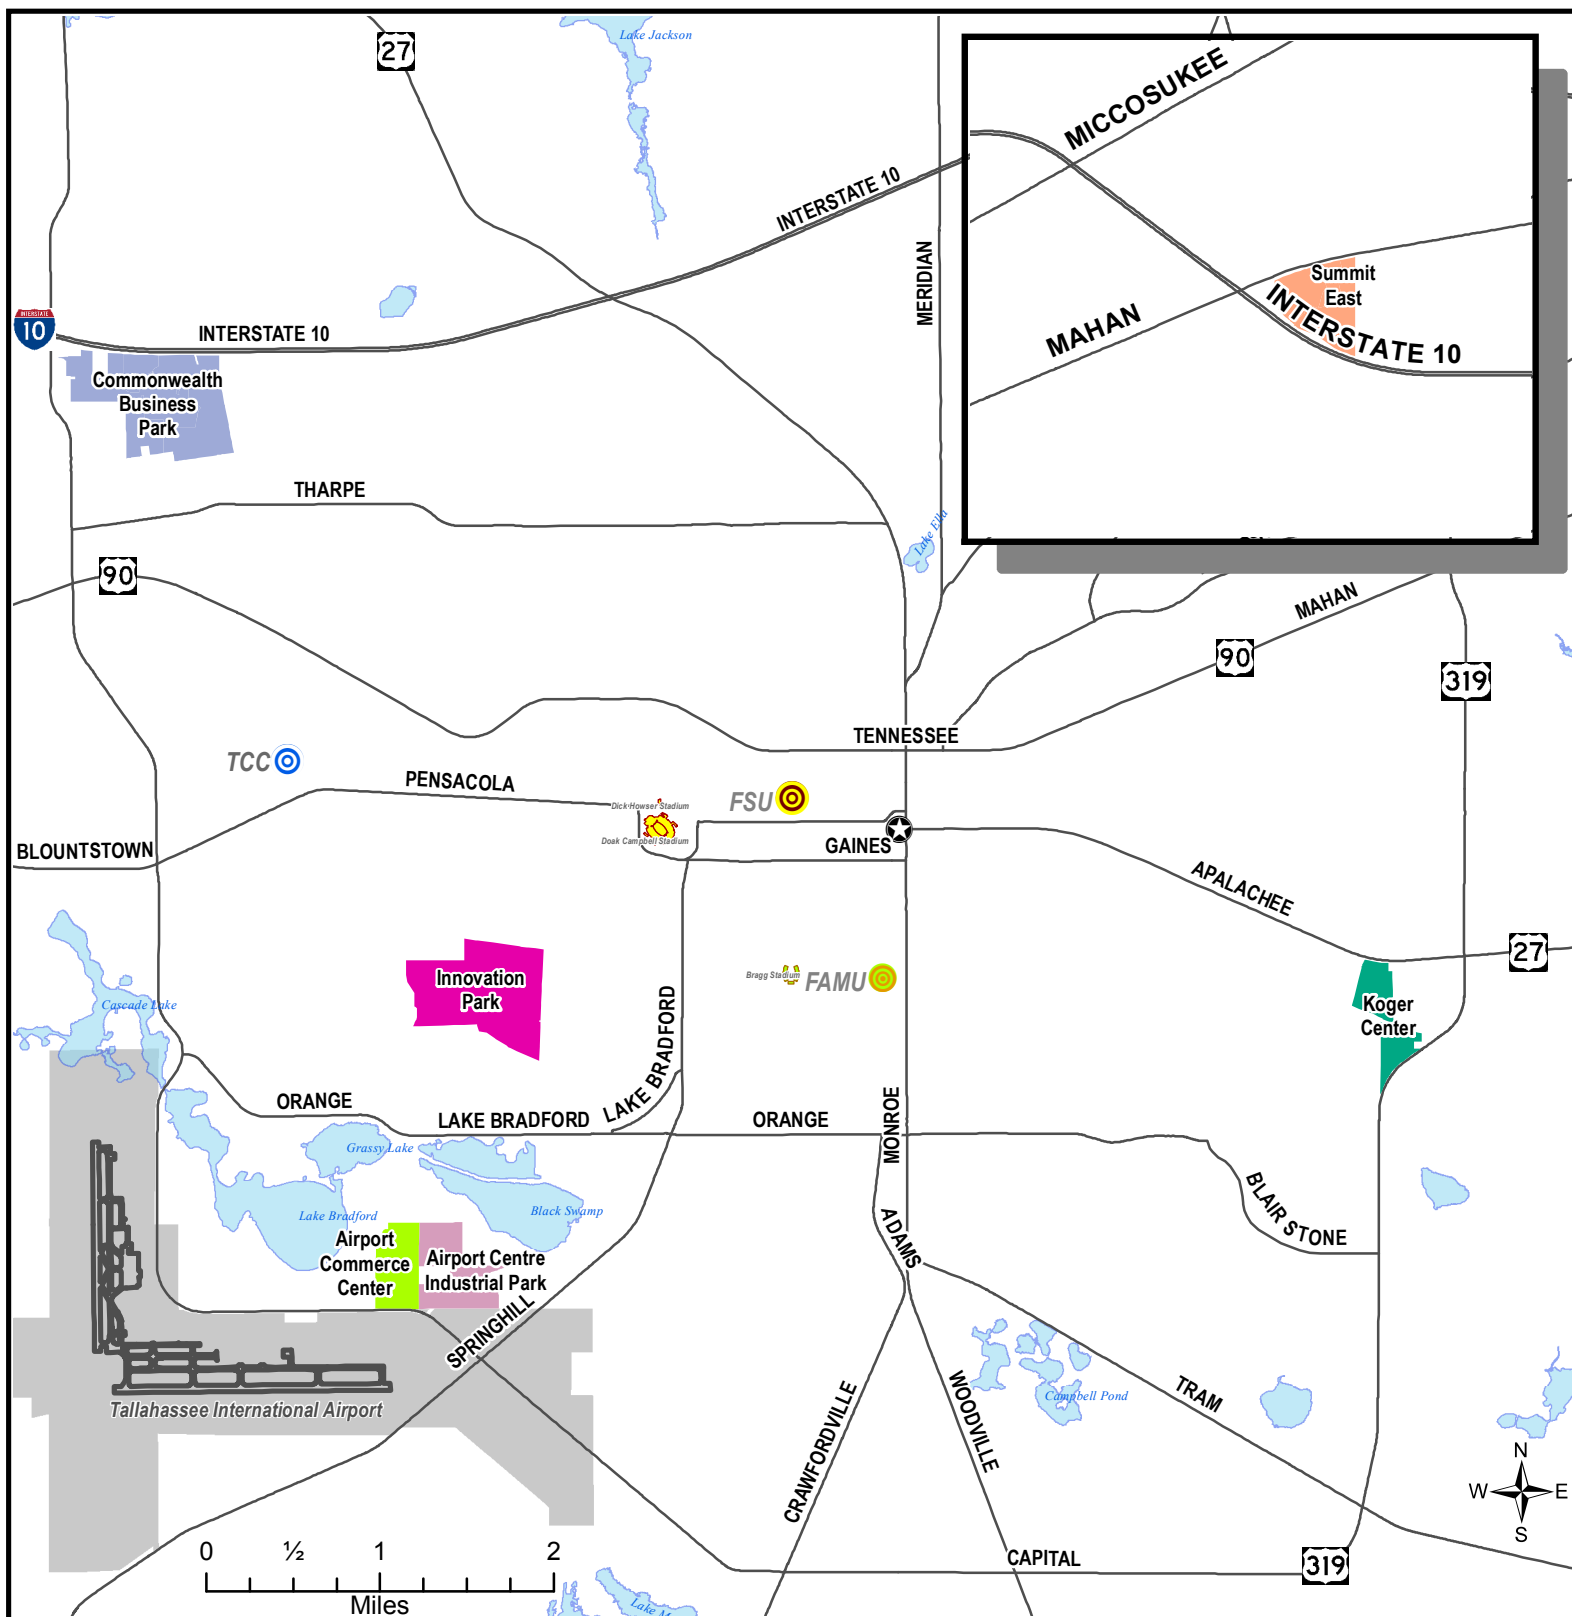 Lake Jackson
27
MICCOSUKEE
INTERSTATE 10
MERIDIAN
Summit
East
INTERSTATE
10
INTERSTATE 10
MAHAN
INTERSTATE 10
Commonwealth
Business
Park
THARPE
Lake Ella
90
MAHAN
90
319
TENNESSEE
TCC
PENSACOLA
FSU
Dick Howser Stadium
Doak Campbell Stadium
GAINES
BLOUNTSTOWN
APALACHEE
27
Innovation
Park
Bragg Stadium
FAMU
Cascade Lake
Koger
Center
LAKE BRADFORD
ORANGE
LAKE BRADFORD
ORANGE
MONROE
Grassy Lake
BLAIR STONE
Lake Bradford
Black Swamp
ADAMS
Airport
Commerce
Center
Airport Centre
Industrial Park
SPRINGHILL
Tallahassee International Airport
CRAWFORDVILLE
WOODVILLE
Campbell Pond
TRAM
N
W
E
S
0
½
1
2
Miles
CAPITAL
319